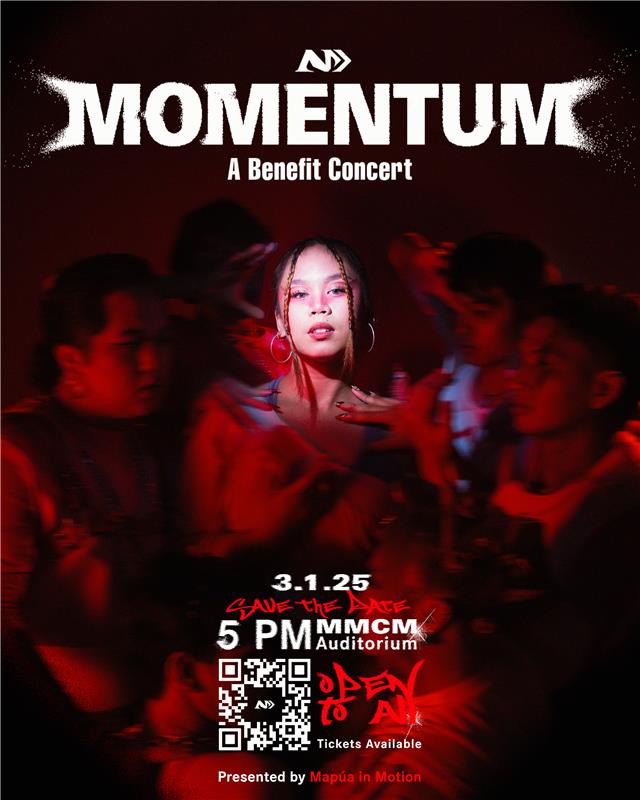 MOMENTUM
A Benefit Concert
3.1.25
SAVE the DATE
5 PM
MMCM
Auditorium
OPEN
to All
Tickets Available
Presented by Mapúa in Motion